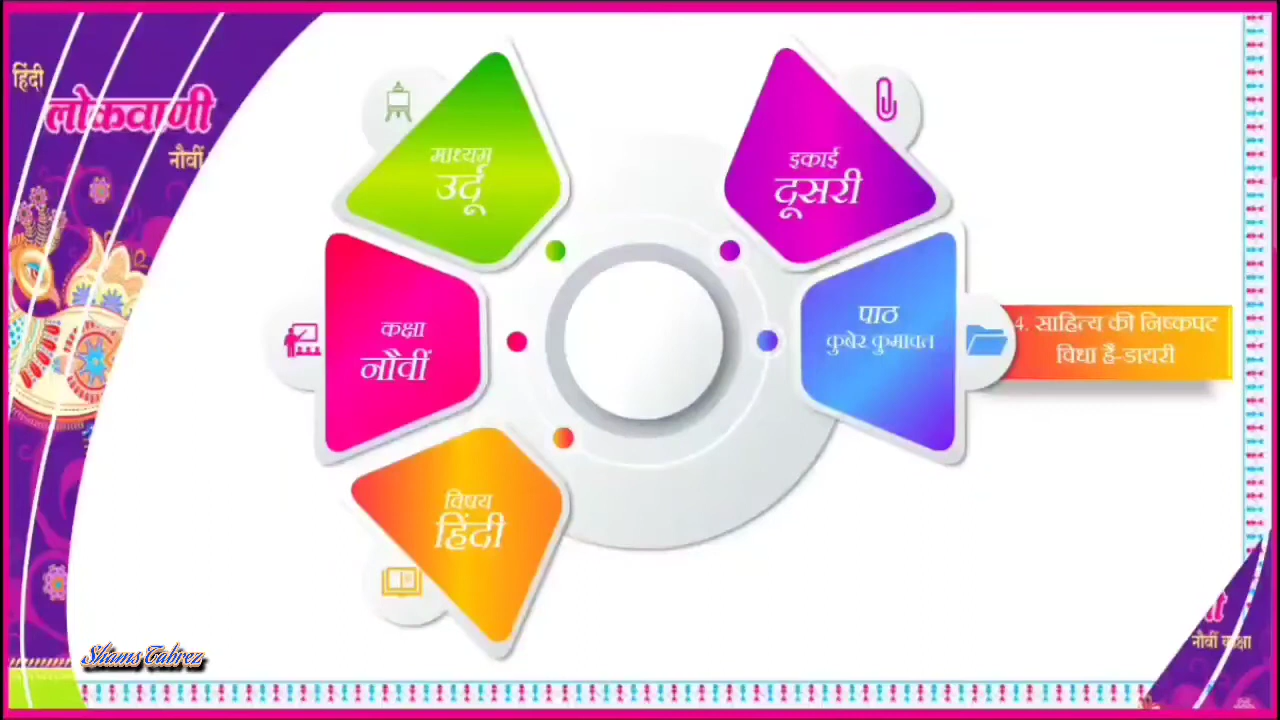 हिंदी
लोकवाणी
नौवीं
माध्यम
उर्दू
इकाई
दूसरी
कक्षा
नौवीं
पाठ
कुबेर कुमावत
4. साहित्य की निष्कपट
विधा है-डायरी
विषय
हिंदी
नौवीं कक्षा
Shams Tabrez